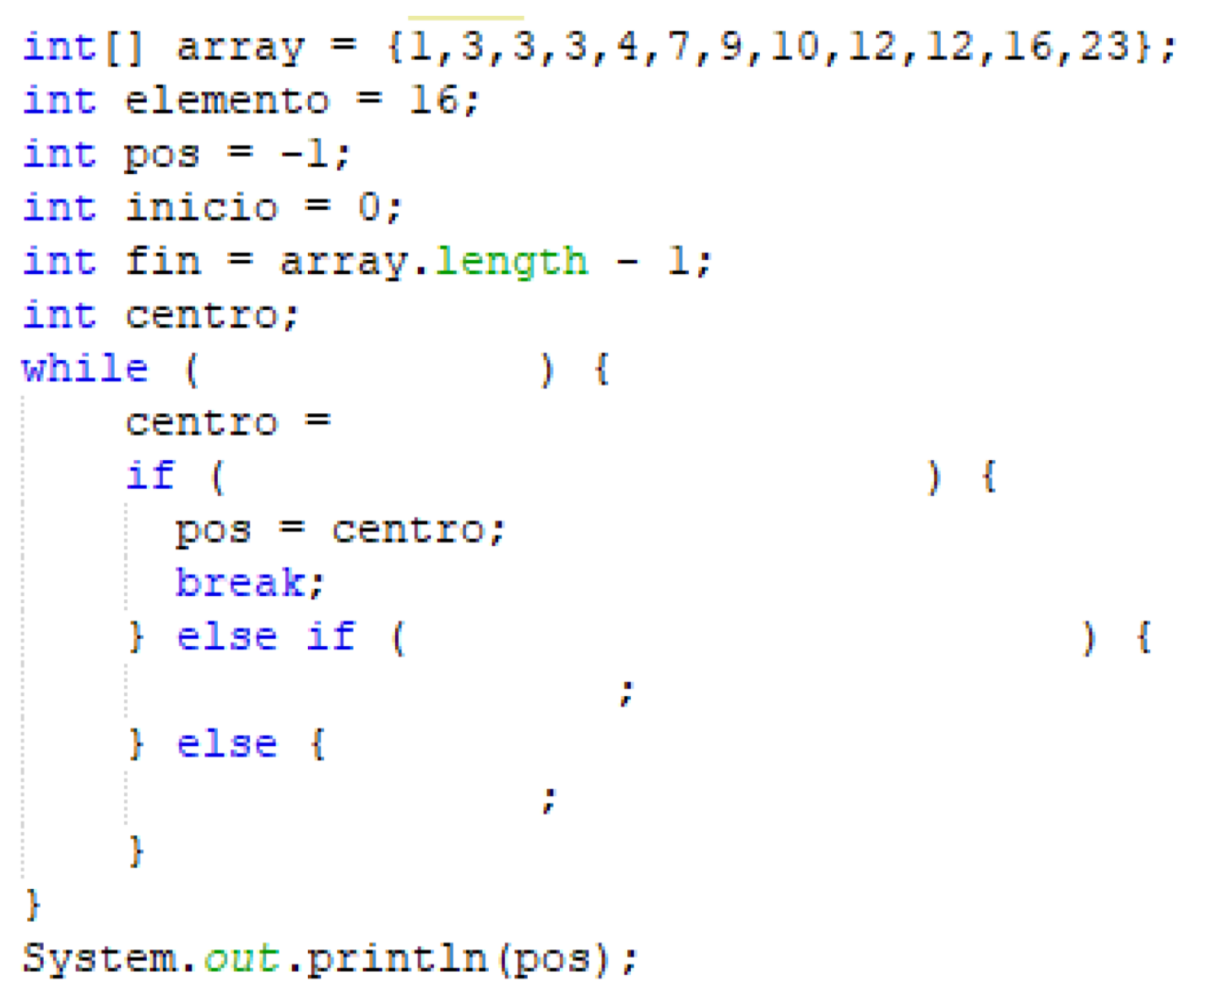 int[] array = {1,3,3,3,4,7,9,10,12,12,16,23};
int elemento = 16;
int pos = -1;
int inicio = 0;
int fin = array.length - 1;
int centro;
while (                ) {
    centro =
    if (                           ) {
      pos = centro;
      break;
    } else if (                          ) {
                       ;
    } else {
                    ;
    }
}
System.out.println(pos);